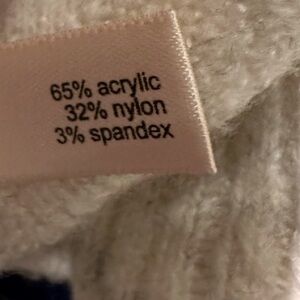 65% acrylic
32% nylon
3% spandex